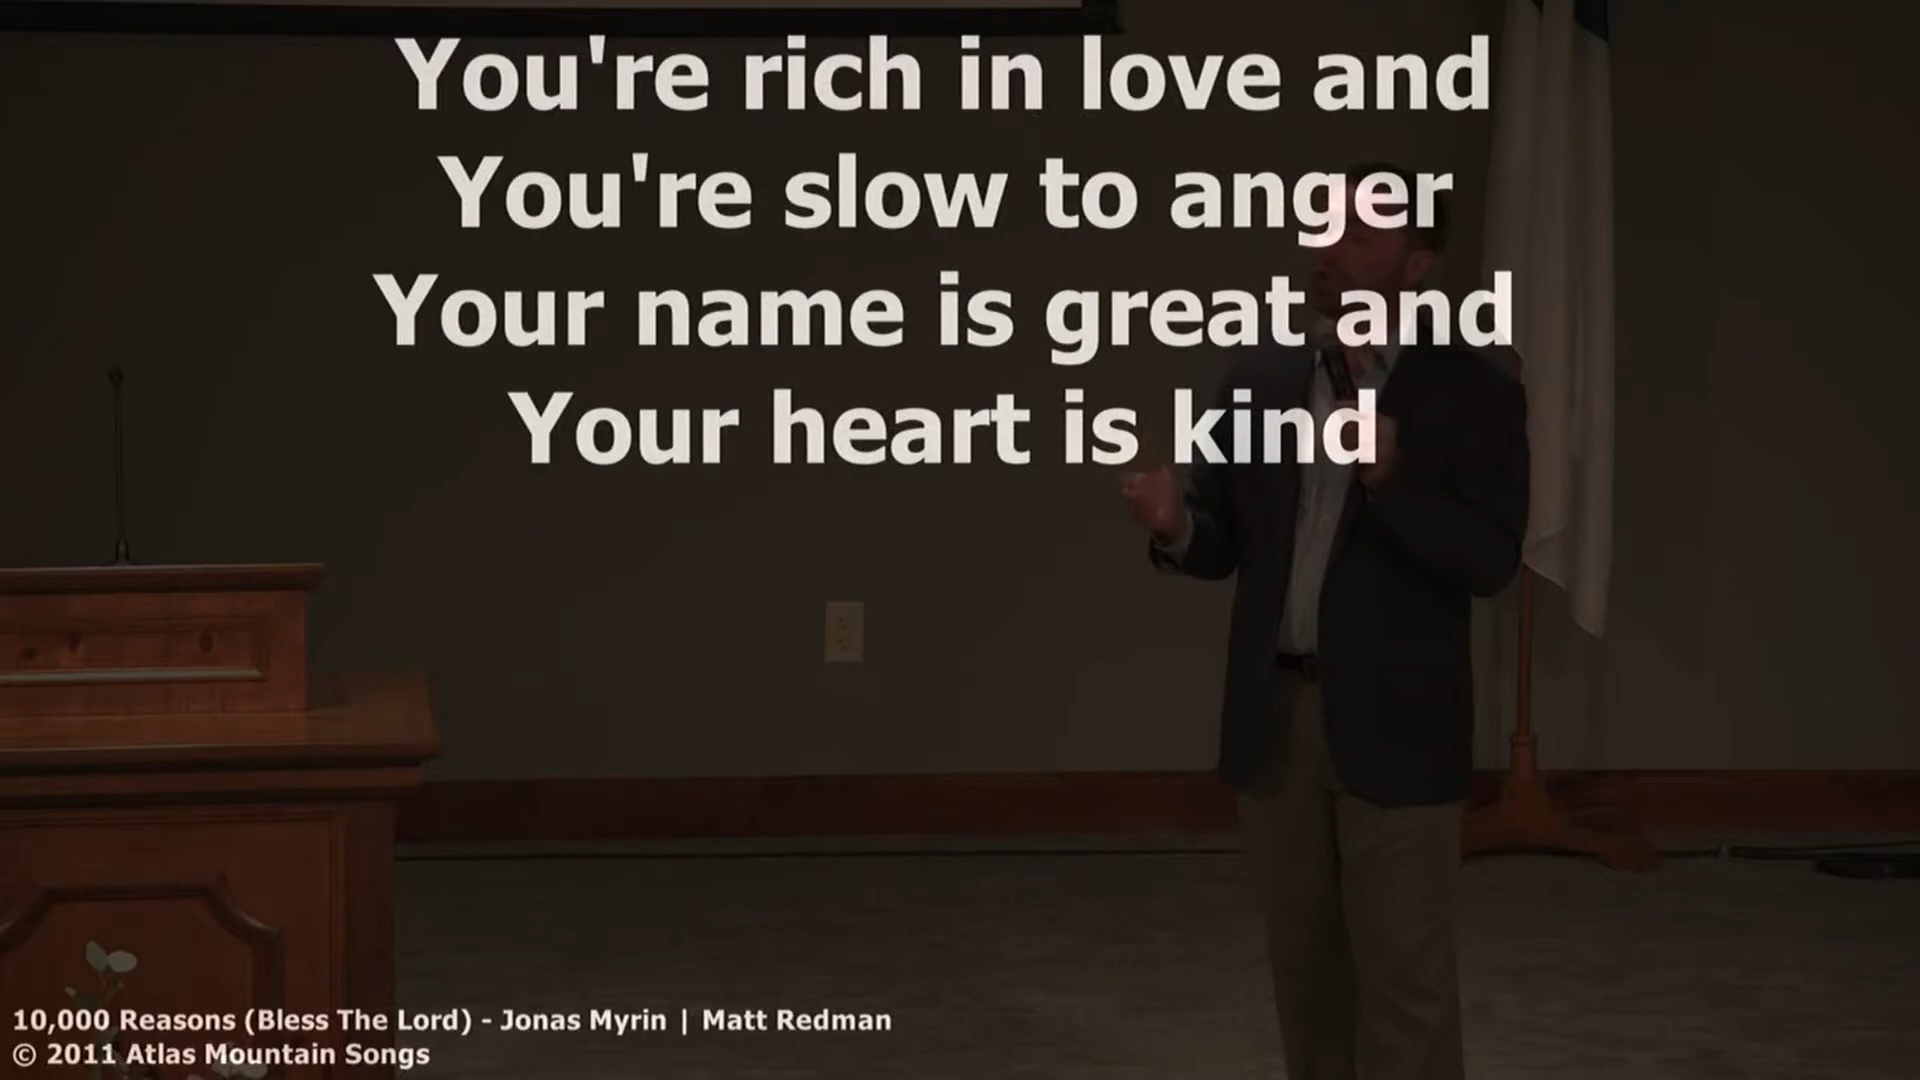 You're rich in love and
You're slow to anger
Your name is great and
Your heart is kind
10,000 Reasons (Bless The Lord) - Jonas Myrin | Matt Redman
© 2011 Atlas Mountain Songs